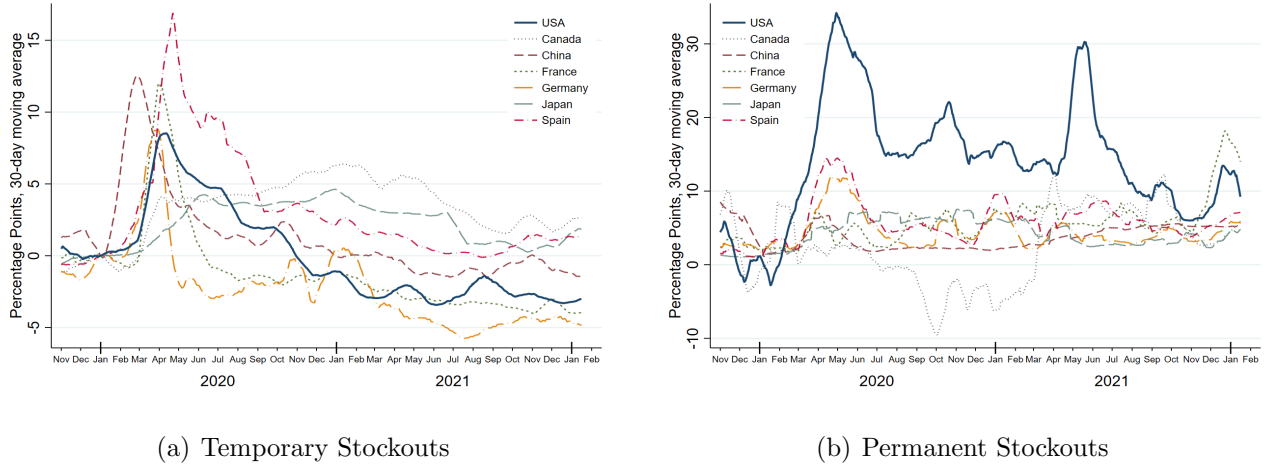 Percentage Points, 30-day moving average
15
10
5
0
-5
USA
Canada
China
France
Germany
Japan
Spain
Nov Dec Jan Feb Mar Apr May Jun Jul Aug Sep Oct Nov Dec Jan Feb Mar Apr May Jun Jul Aug Sep Oct Nov Dec Jan Feb
2020 2021
(a) Temporary Stockouts
Percentage Points, 30-day moving average
30
20
10
0
-10
USA
Canada
China
France
Germany
Japan
Spain
Nov Dec Jan Feb Mar Apr May Jun Jul Aug Sep Oct Nov Dec Jan Feb Mar Apr May Jun Jul Aug Sep Oct Nov Dec Jan Feb
2020 2021
(b) Permanent Stockouts